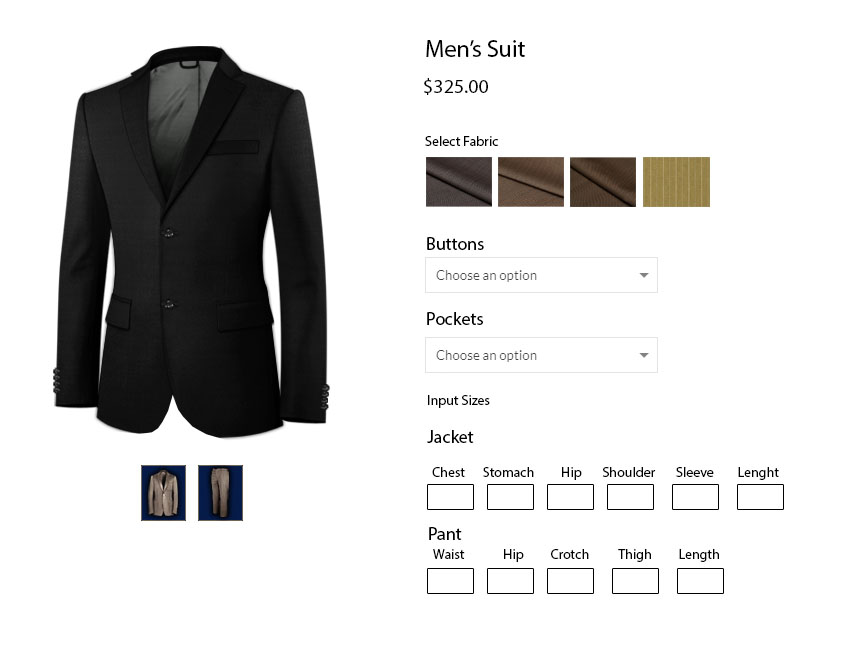 Men’s Suit
$325.00
Select Fabric
Buttons
Choose an option
Pockets
Choose an option
Input Sizes
Jacket
Chest Stomach Hip Shoulder Sleeve Lenght
Pant
Waist Hip Crotch Thigh Length